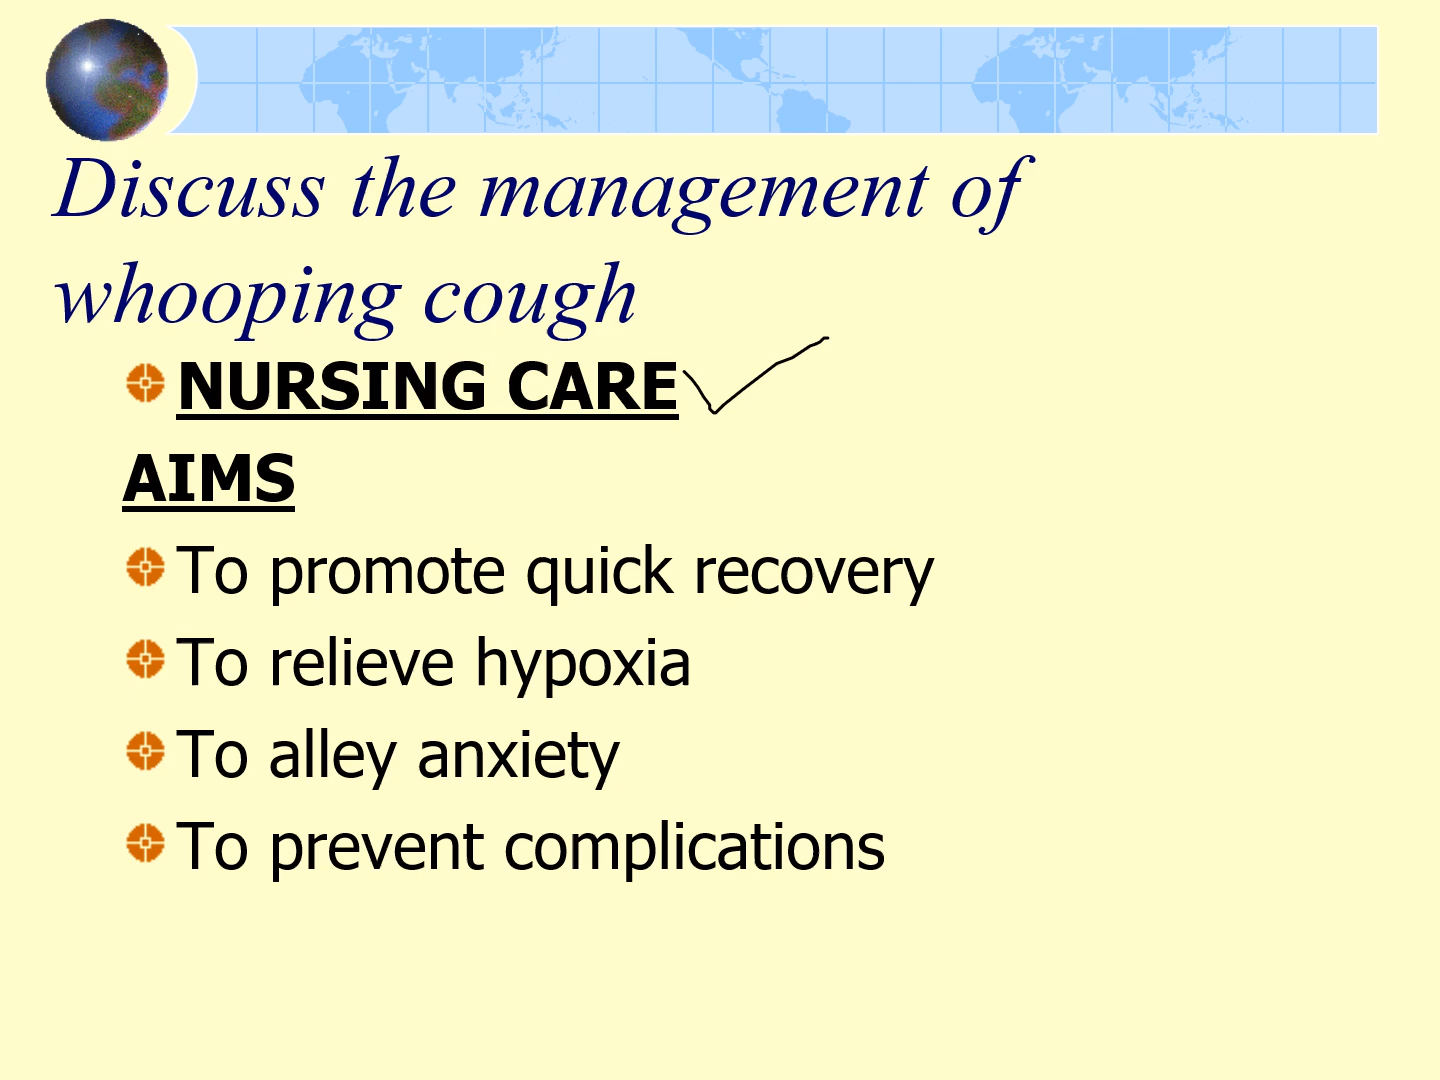 Discuss the management of
whooping cough
NURSING CARE
AIMS
To promote quick recovery
To relieve hypoxia
To alley anxiety
To prevent complications